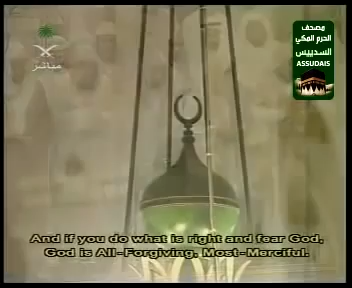 مباشر
مصحف
الحرم المكي
السديس
ASSUDAIS
And if you do what is right and fear God,
God is All-Forgiving, Most-Merciful.